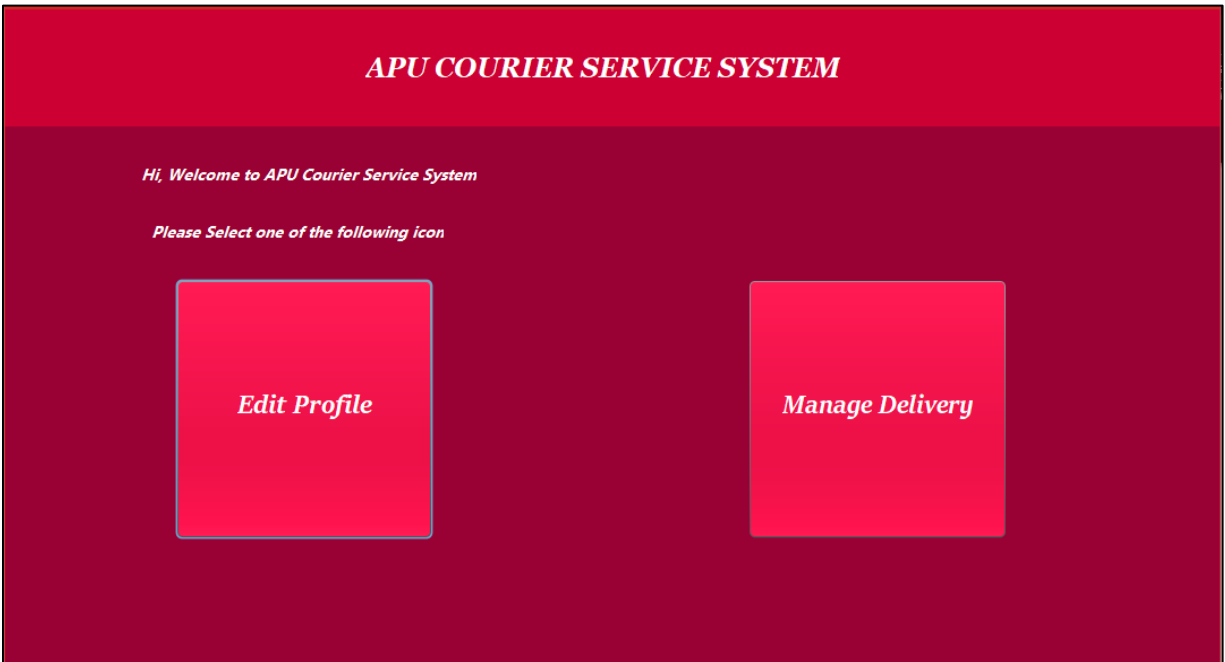 APU COURIER SERVICE SYSTEM
Hi, Welcome to APU Courier Service System
Please Select one of the following icon
Edit Profile
Manage Delivery